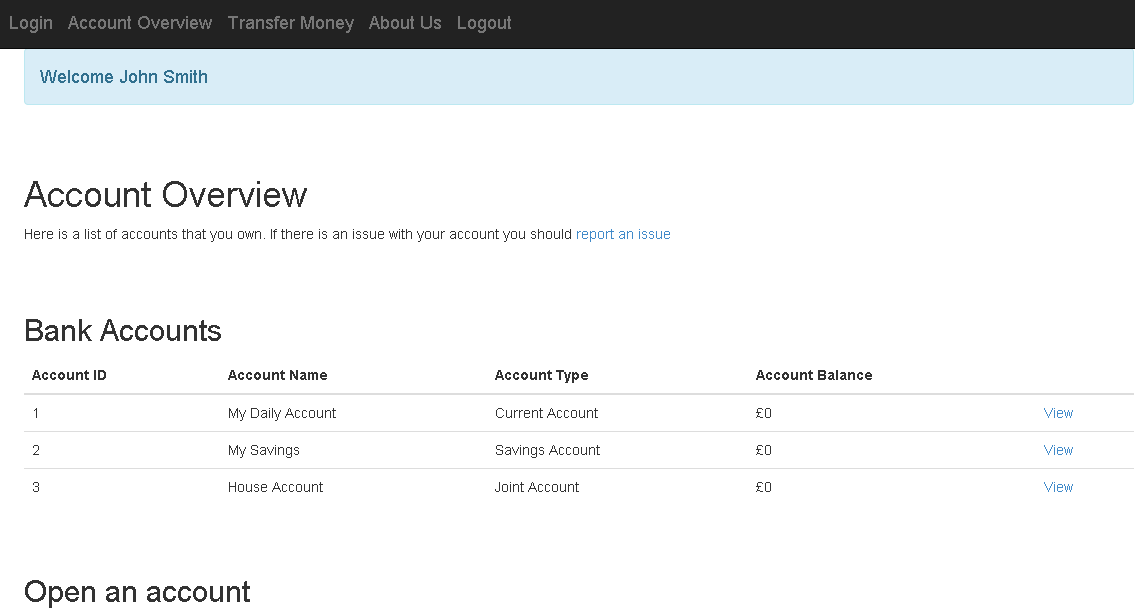 Login Account Overview Transfer Money About Us Logout
Welcome John Smith
Account Overview
Here is a list of accounts that you own. If there is an issue with your account you should report an issue
Bank Accounts
Account ID Account Name Account Type Account Balance
1 My Daily Account Current Account £0 View
2 My Savings Savings Account £0 View
3 House Account Joint Account £0 View
Open an account